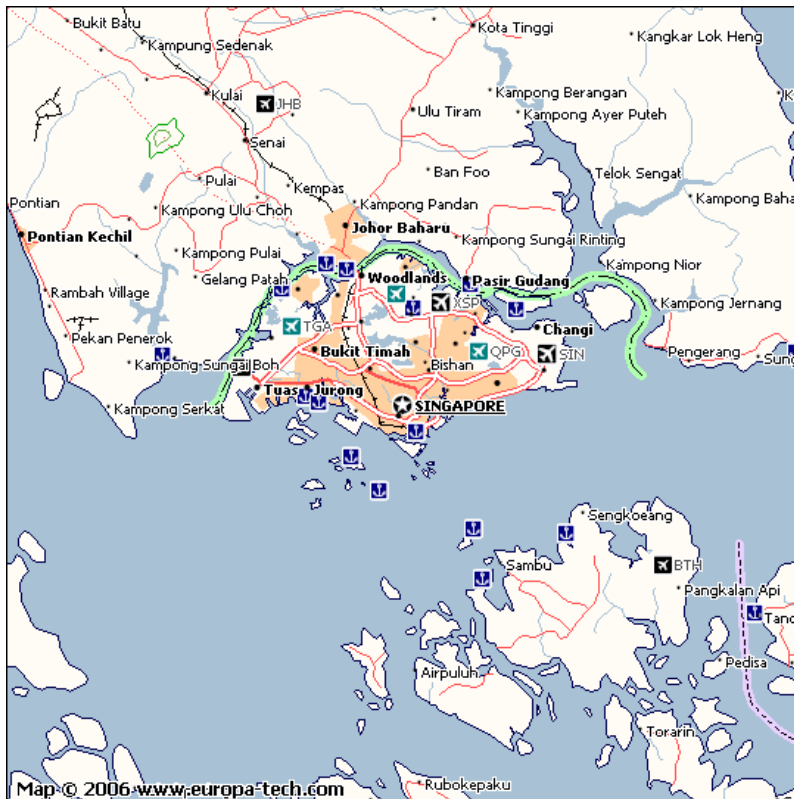 Bukit Batu
Kota Tinggi
Kampung Sedenak
Kangkar Lok Heng
Kulai
JHB
Kampong Berangan
Ulu Tiram
Kampong Ayer Puteh
Senai
Ban Foo
Telok Sengat
Pulai
Kempas
Pontian
Kampong Ulu Choh
Kampong Pandan
Kampong Baha
Pontian Kechil
Johor Baharu
Kampong Pulai
Kampong Sungai Rinting
Kampong Nior
Gelang Patah
Woodlands
Pasir Gudang
Rambah Village
XSP
Kampong Jernang
TGA
Changi
Pekan Penerok
Bukit Timah
QPG
SIN
Pengerang
Sung
Kampong Sungai Boh
Bishan
Tuas
Jurong
Kampong Serkat
SINGAPORE
Sengkoeang
Sambu
BTH
Pangkalan Api
Tanc
Pedisa
Airpuluh
Torarin
Rubokepaku
Map © 2006 www.europa-tech.com